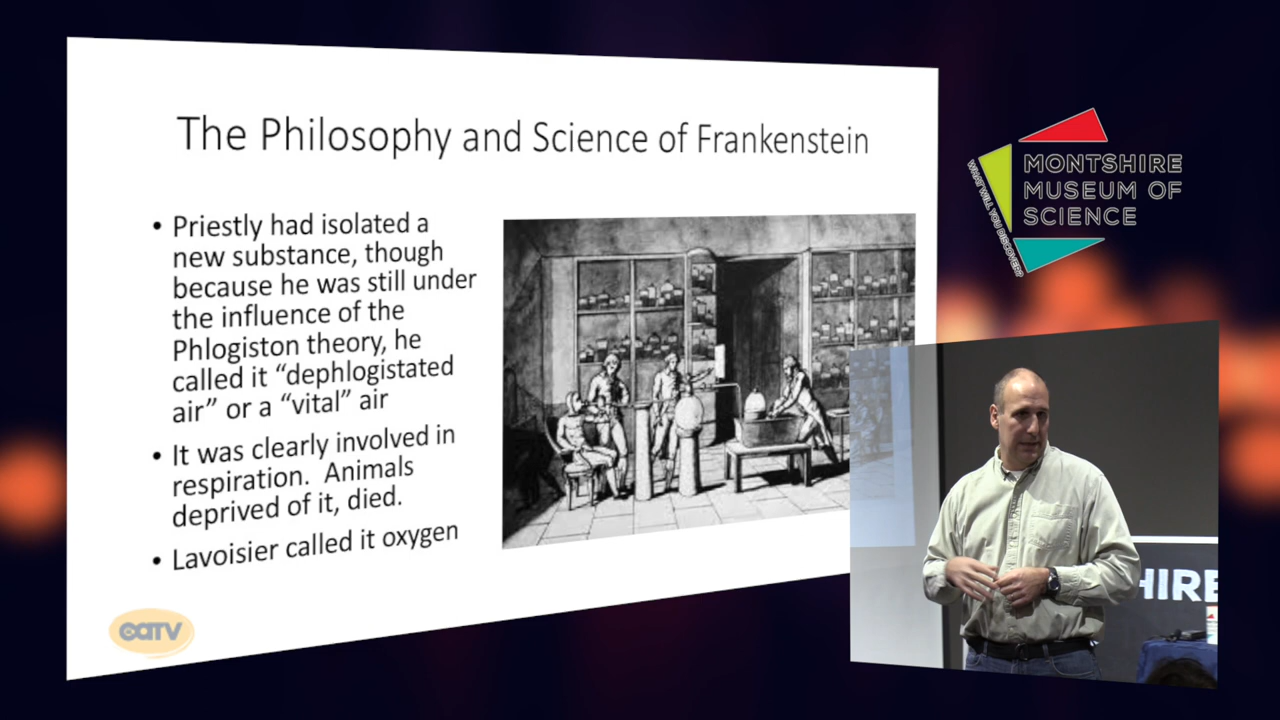 The Philosophy and Science of Frankenstein
• Priestly had isolated a
new substance, though
because he was still under
the influence of the
Phlogiston theory, he
called it “dephlogistated
air” or a “vital” air
• It was clearly involved in
respiration. Animals
deprived of it, died.
• Lavoisier called it oxygen
CATV
WHAT WILL YOU DISCOVER?
MONTSHIRE
MUSEUM OF
SCIENCE
HIRE